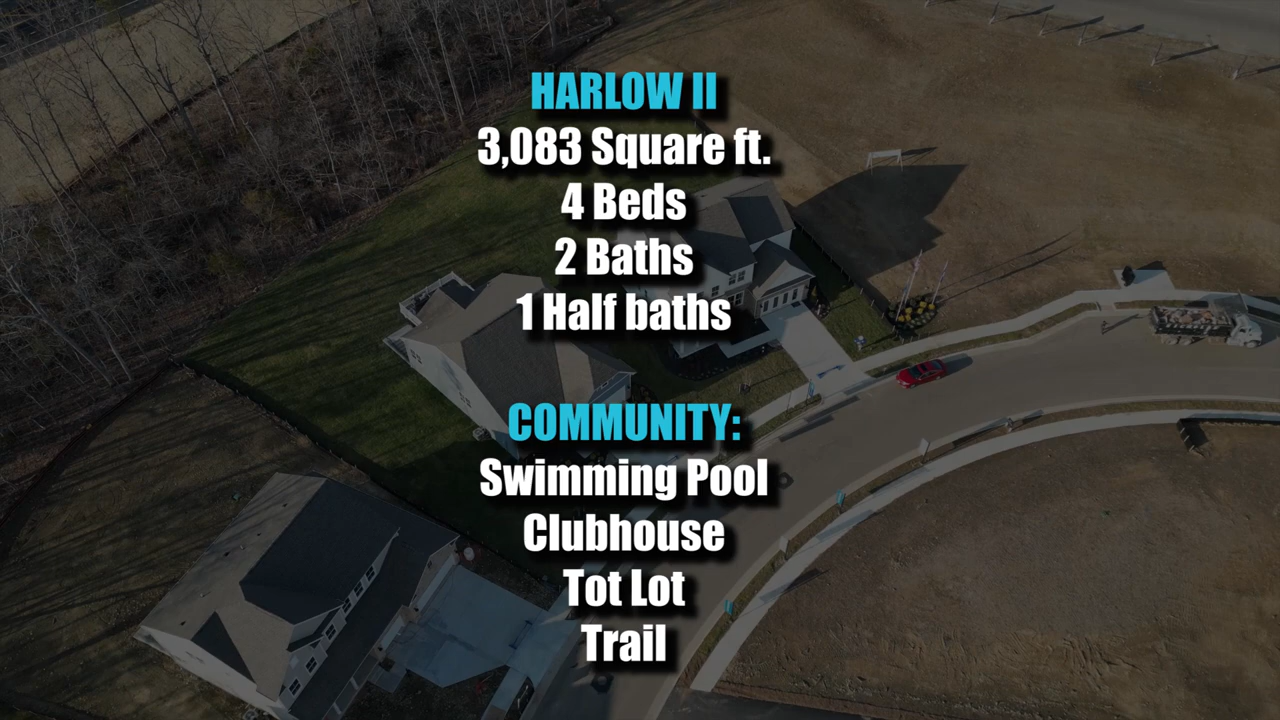 HARLOW II
3,083 Square ft.
4 Beds
2 Baths
1 Half baths
COMMUNITY:
Swimming Pool
Clubhouse
Tot Lot
Trail